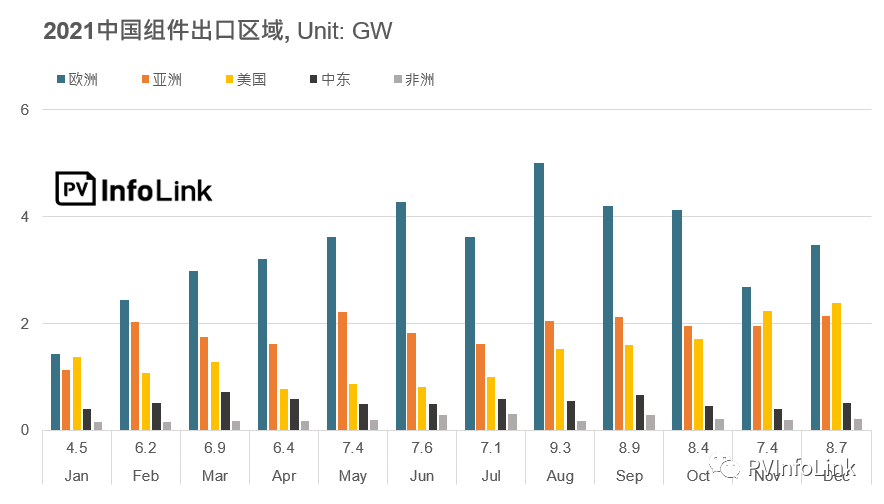 2021中国组件出口区域, Unit: GW
欧洲 亚洲 美国 中东 非洲
6
PV InfoLink
4
2
0
4.5 6.2 6.9 6.4 7.4 7.6 7.1 9.3 8.9 8.4 7.4 8.7
Jan Feb Mar Apr May Jun Jul Aug Sep Oct Nov Dec
PVInfoLink